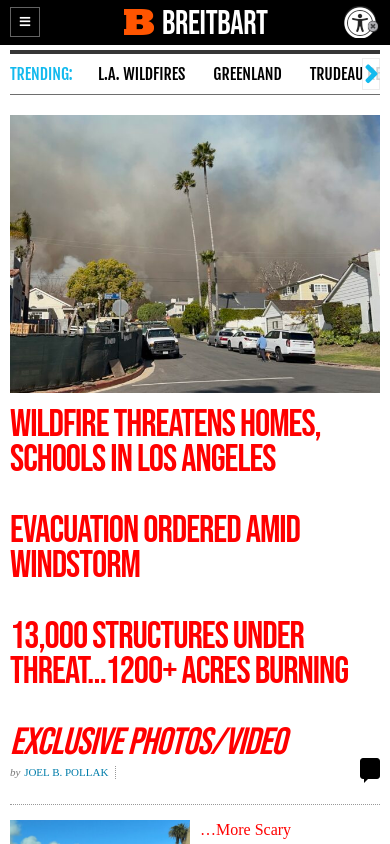 BREITBART
TRENDING: L.A. WILDFIRES GREENLAND TRUDEAU
WILDFIRE THREATENS HOMES,
SCHOOLS IN LOS ANGELES
EVACUATION ORDERED AMID
WINDSTORM
13,000 STRUCTURES UNDER
THREAT...1200+ ACRES BURNING
EXCLUSIVE PHOTOS/VIDEO
by JOEL B. POLLAK
…More Scary